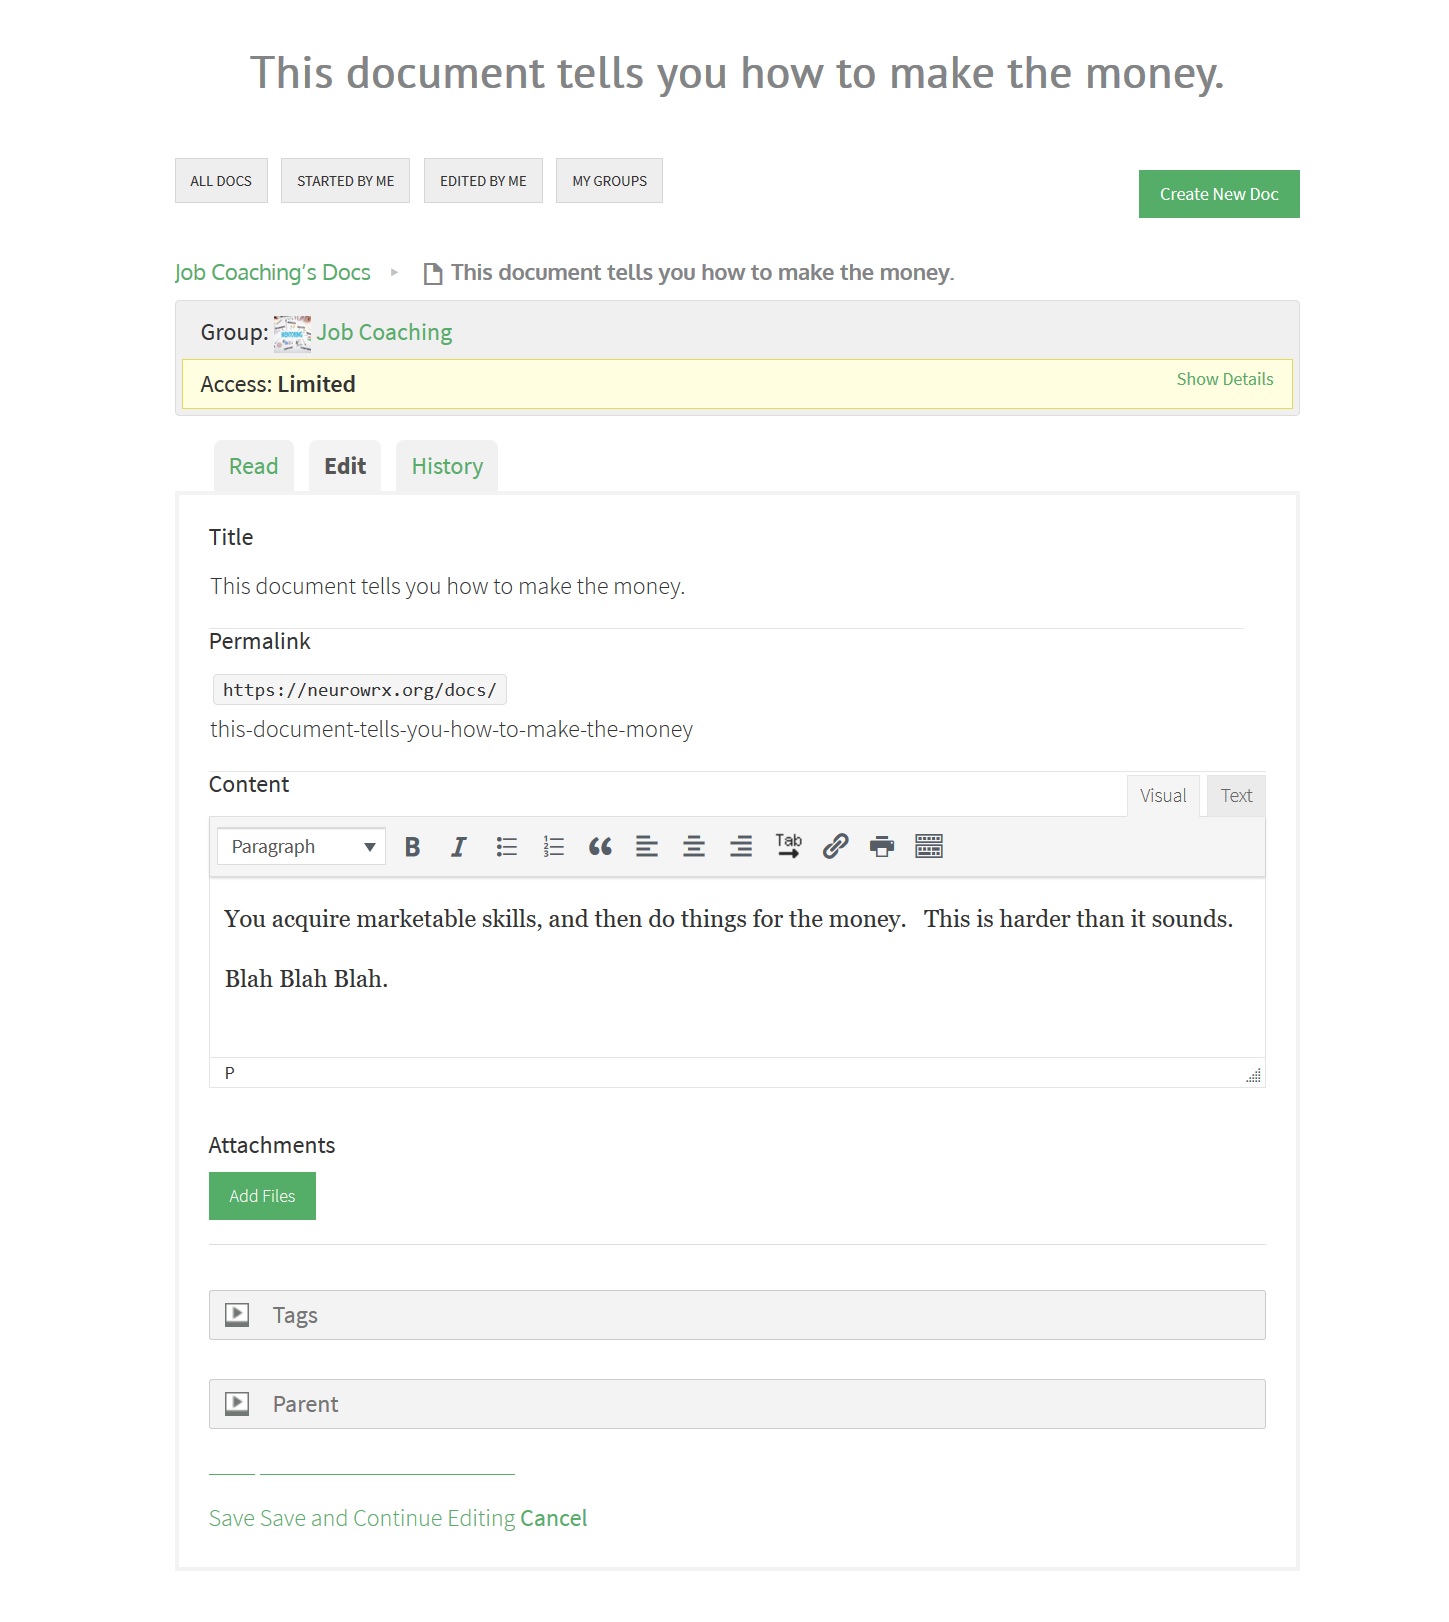 This document tells you how to make the money.
ALL DOCS STARTED BY ME EDITED BY ME MY GROUPS
Create New Doc
Job Coaching’s Docs This document tells you how to make the money.
Group: Job Coaching
Access: Limited Show Details
Read Edit History
Title
This document tells you how to make the money.
Permalink
https://neurowrx.org/docs/
this-document-tells-you-how-to-make-the-money
Content
Visual Text
Paragraph B I Tab
You acquire marketable skills, and then do things for the money.   This is harder than it sounds.
Blah Blah Blah.
P
Attachments
Add Files
Tags
Parent
Save Save and Continue Editing Cancel